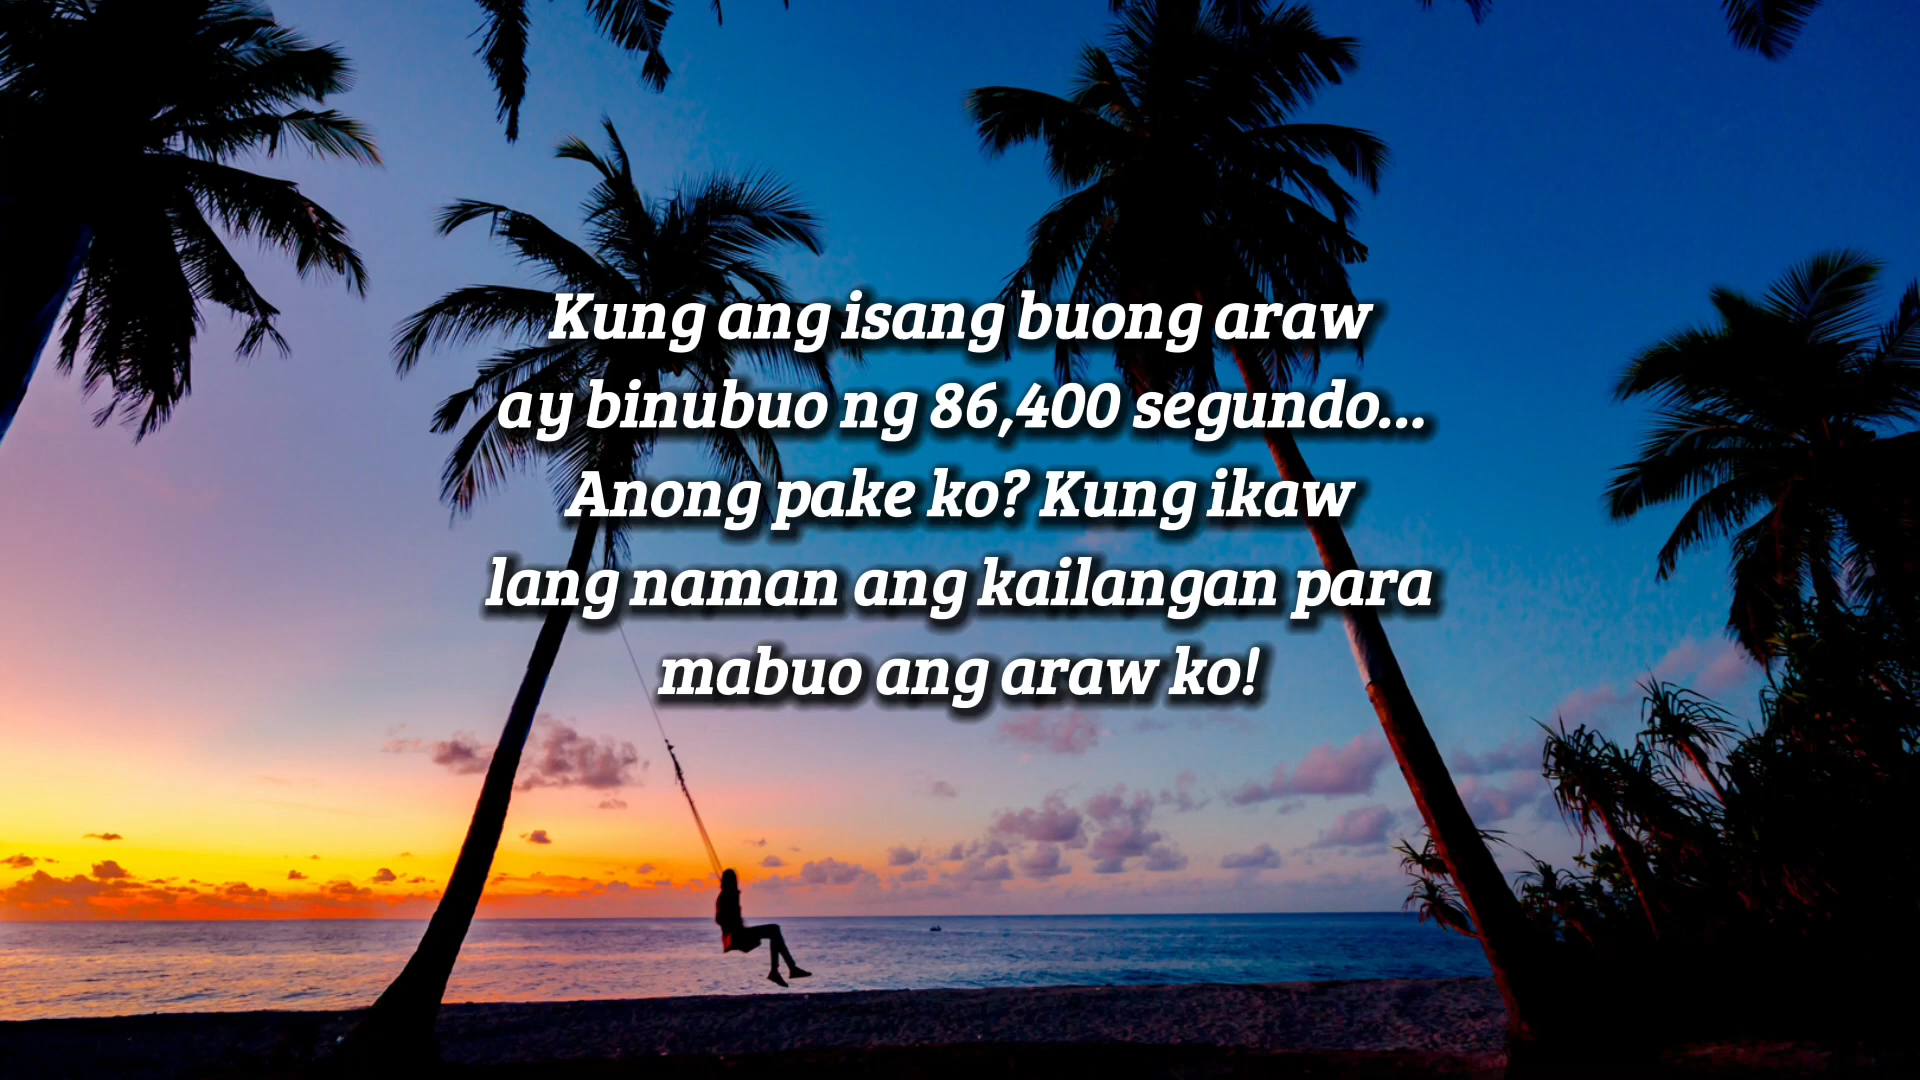 Kung ang isang buong araw
ay binubuo ng 86,400 segundo...
Anong pake ko? Kung ikaw
lang naman ang kailangan para
mabuo ang araw ko!